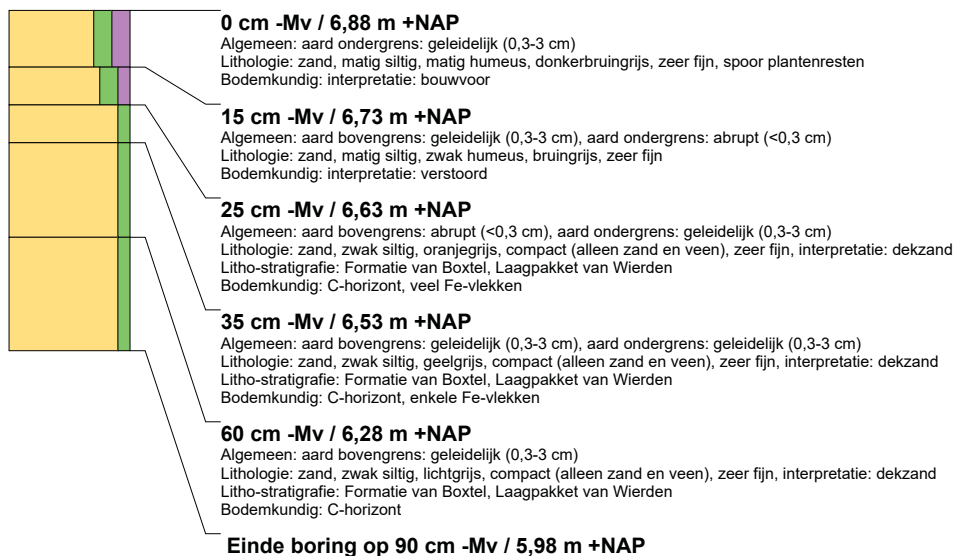 0 cm -Mv / 6,88 m +NAP
Algemeen: aard ondergrens: geleidelijk (0,3-3 cm)
Lithologie: zand, matig siltig, matig humeus, donkerbruingrijs, zeer fijn, spoor plantenresten
Bodemkundig: interpretatie: bouwvoor
15 cm -Mv / 6,73 m +NAP
Algemeen: aard bovengrens: geleidelijk (0,3-3 cm), aard ondergrens: abrupt (<0,3 cm)
Lithologie: zand, matig siltig, zwak humeus, bruingrijs, zeer fijn
Bodemkundig: interpretatie: verstoord
25 cm -Mv / 6,63 m +NAP
Algemeen: aard bovengrens: abrupt (<0,3 cm), aard ondergrens: geleidelijk (0,3-3 cm)
Lithologie: zand, zwak siltig, oranjegrijs, compact (alleen zand en veen), zeer fijn, interpretatie: dekzand
Litho-stratigrafie: Formatie van Boxtel, Laagpakket van Wierden
Bodemkundig: C-horizont, veel Fe-vlekken
35 cm -Mv / 6,53 m +NAP
Algemeen: aard bovengrens: geleidelijk (0,3-3 cm), aard ondergrens: geleidelijk (0,3-3 cm)
Lithologie: zand, zwak siltig, geelgrijs, compact (alleen zand en veen), zeer fijn, interpretatie: dekzand
Litho-stratigrafie: Formatie van Boxtel, Laagpakket van Wierden
Bodemkundig: C-horizont, enkele Fe-vlekken
60 cm -Mv / 6,28 m +NAP
Algemeen: aard bovengrens: geleidelijk (0,3-3 cm)
Lithologie: zand, zwak siltig, lichtgrijs, compact (alleen zand en veen), zeer fijn, interpretatie: dekzand
Litho-stratigrafie: Formatie van Boxtel, Laagpakket van Wierden
Bodemkundig: C-horizont
Einde boring op 90 cm -Mv / 5,98 m +NAP